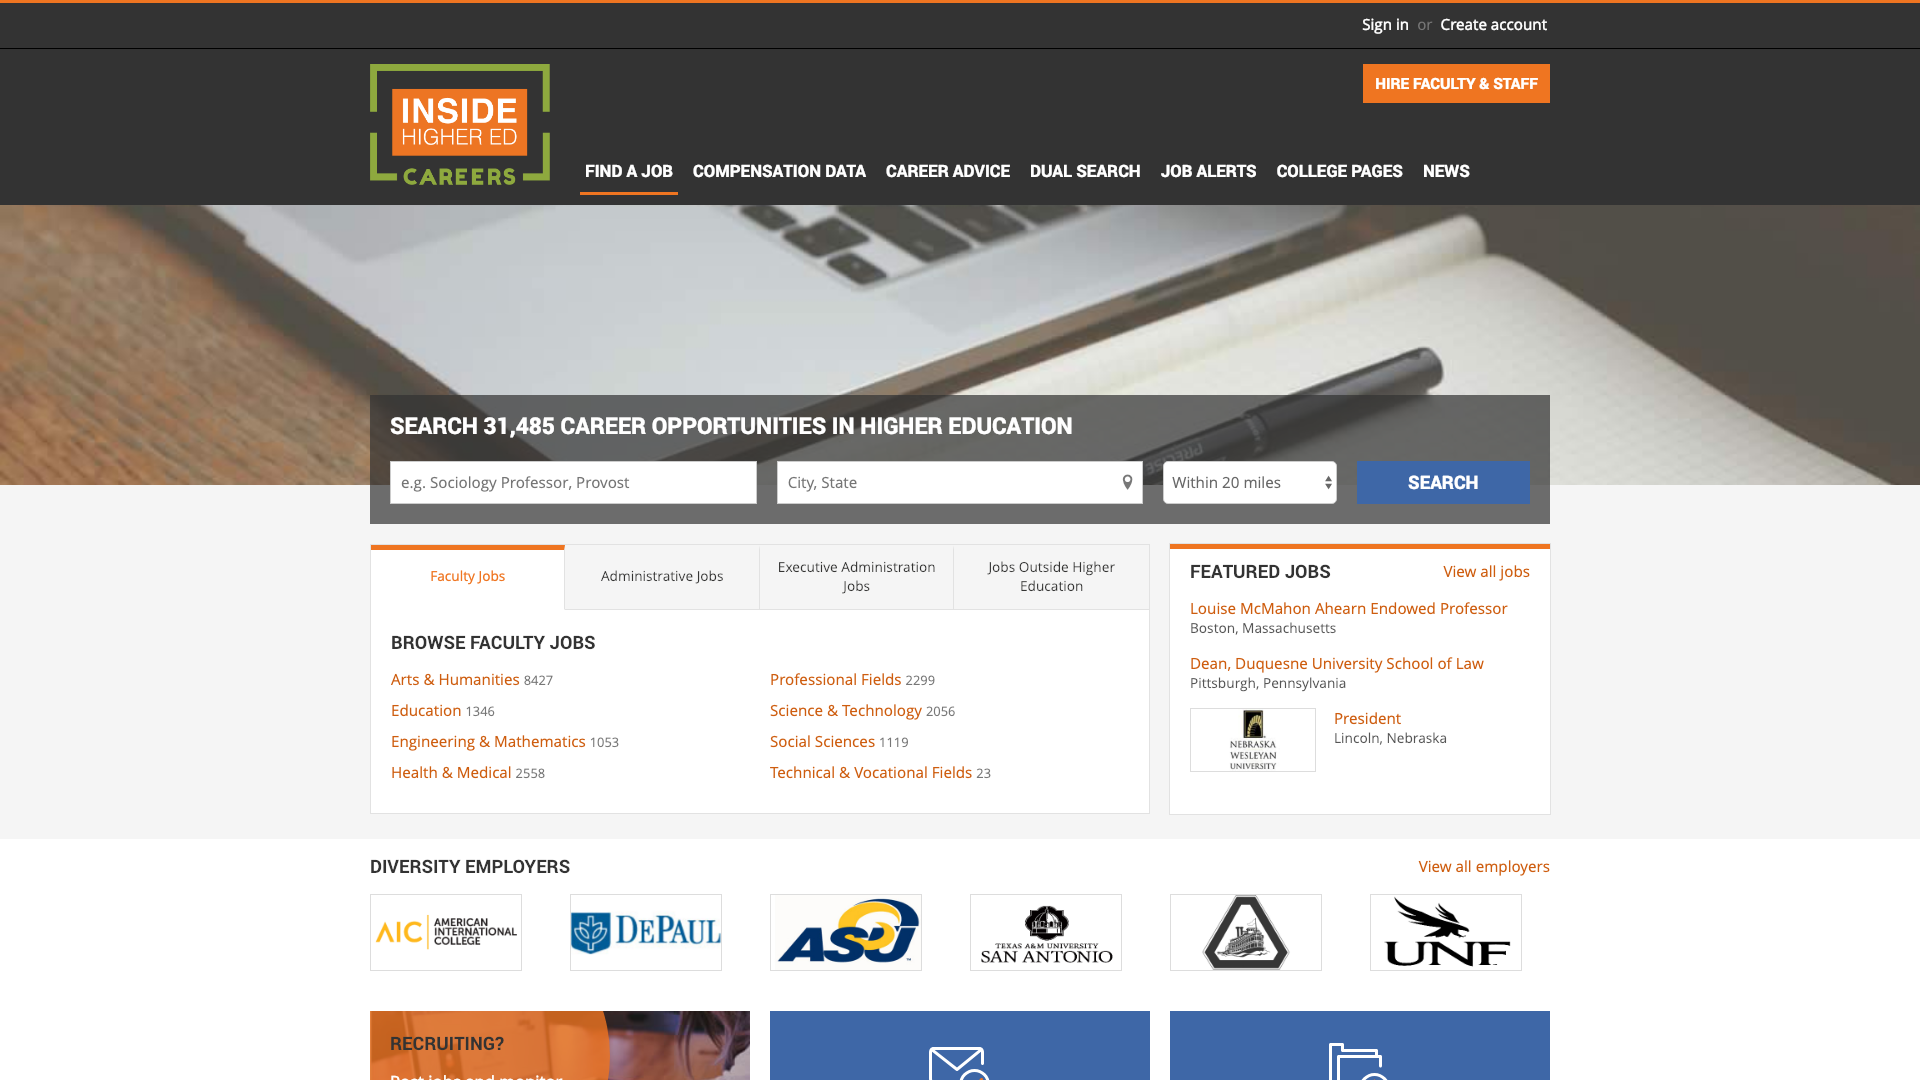 Sign in or Create account
HIRE FACULTY & STAFF
INSIDE
HIGHER ED
CAREERS
FIND A JOB COMPENSATION DATA CAREER ADVICE DUAL SEARCH JOB ALERTS COLLEGE PAGES NEWS
SEARCH 31,485 CAREER OPPORTUNITIES IN HIGHER EDUCATION
PRECISE
e.g. Sociology Professor, Provost
City, State
Within 20 miles
SEARCH
Faculty Jobs
Administrative Jobs
Executive Administration
Jobs
Jobs Outside Higher
Education
BROWSE FACULTY JOBS
Arts & Humanities 8427
Education 1346
Engineering & Mathematics 1053
Health & Medical 2558
Professional Fields 2299
Science & Technology 2056
Social Sciences 1119
Technical & Vocational Fields 23
FEATURED JOBS
View all jobs
Louise McMahon Ahearn Endowed Professor
Boston, Massachusetts
Dean, Duquesne University School of Law
Pittsburgh, Pennsylvania
NEBRASKA
WESLEYAN
UNIVERSITY
President
Lincoln, Nebraska
DIVERSITY EMPLOYERS
View all employers
AIC AMERICAN
INTERNATIONAL
COLLEGE
DEPAUL
ASU
TEXAS A&M UNIVERSITY
SAN ANTONIO
UNF
RECRUITING?
Post jobs and monitor